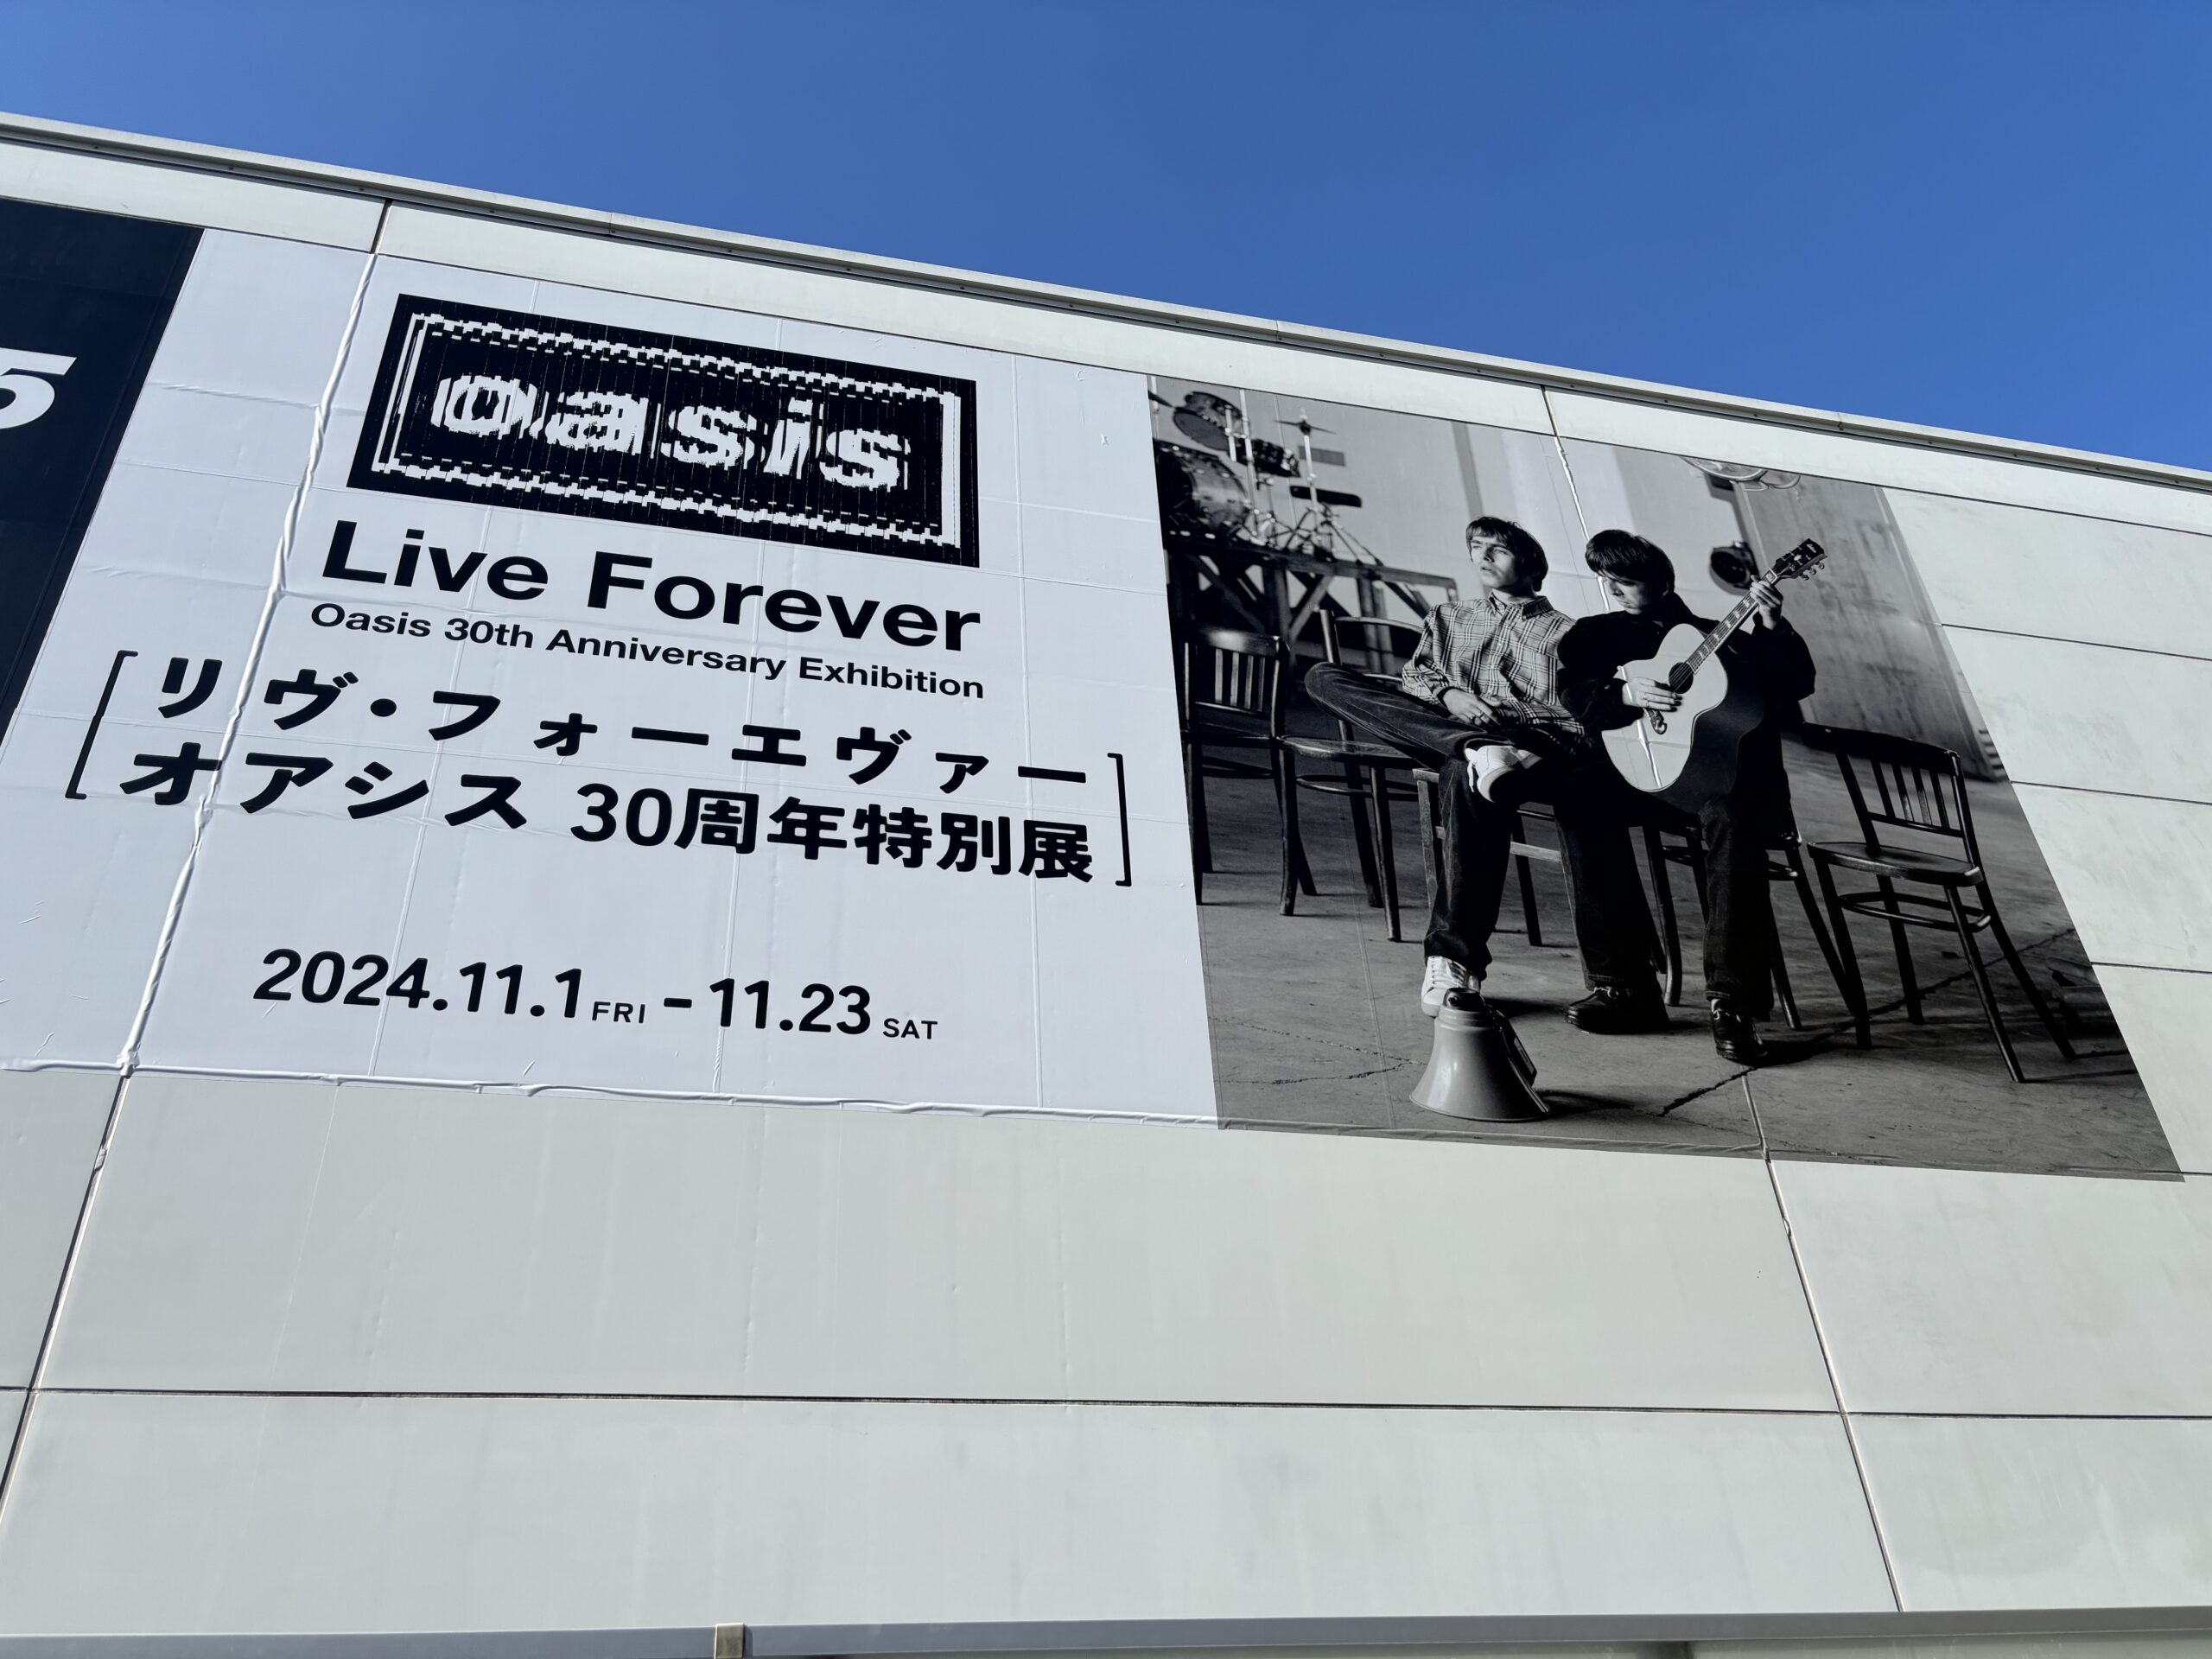 5
oasis
Live Forever
Oasis 30th Anniversary Exhibition
[リヴ・フォーエヴァー
オアシス 30周年特別展]
2024.11.1 FRI - 11.23 SAT